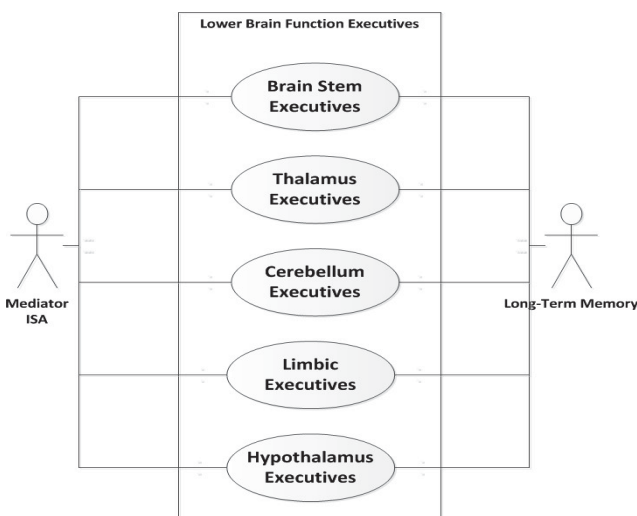 Lower Brain Function Executives
Brain Stem
Executives
Thalamus
Executives
Cerebellum
Executives
Limbic
Executives
Hypothalamus
Executives
Mediator
ISA
Long-Term Memory